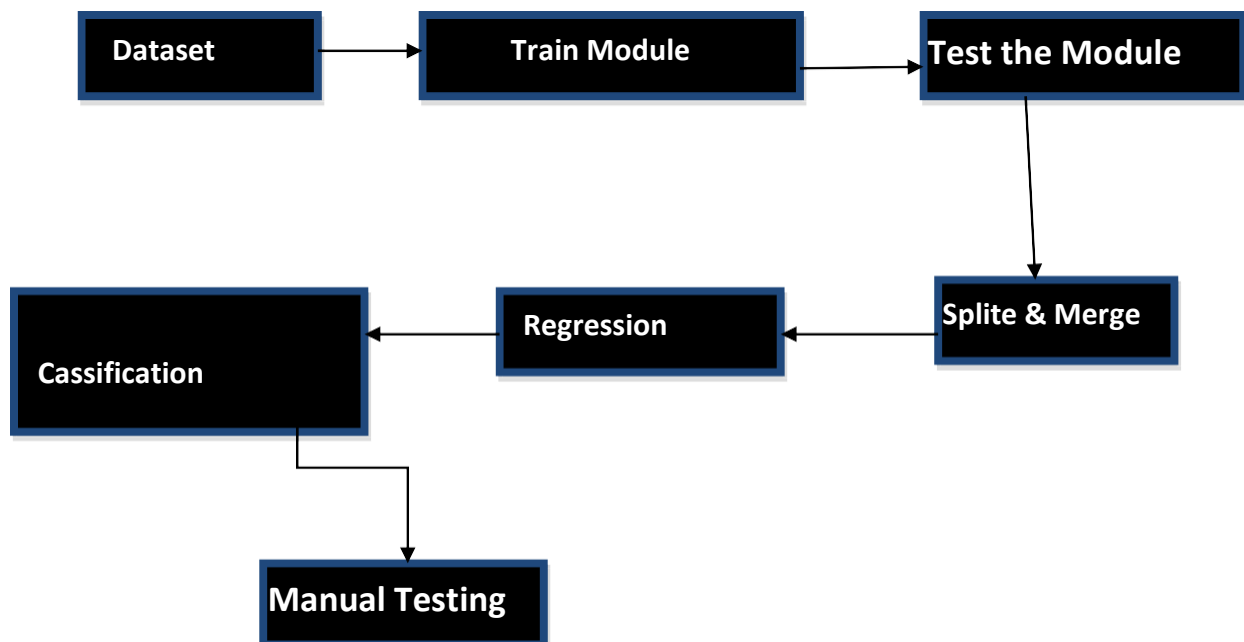 Dataset
Train Module
Test the Module
Splite & Merge
Regression
Cassification
Manual Testing